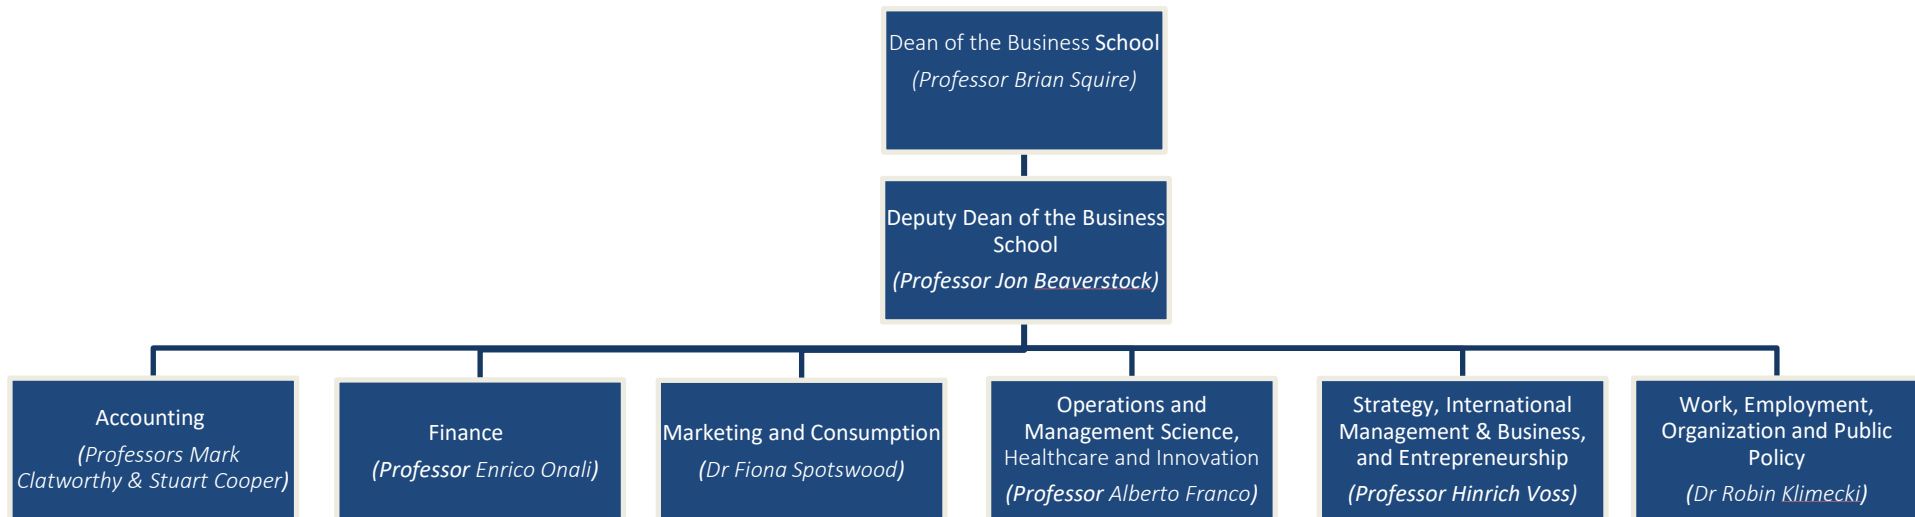 Dean of the Business School
(Professor Brian Squire)
Deputy Dean of the Business
School
(Professor Jon Beaverstock)
Accounting
(Professors Mark
Clatworthy & Stuart Cooper)
Finance
(Professor Enrico Onali)
Marketing and Consumption
(Dr Fiona Spotswood)
Operations and
Management Science,
Healthcare and Innovation
(Professor Alberto Franco)
Strategy, International
Management & Business,
and Entrepreneurship
(Professor Hinrich Voss)
Work, Employment,
Organization and Public
Policy
(Dr Robin Klimecki)